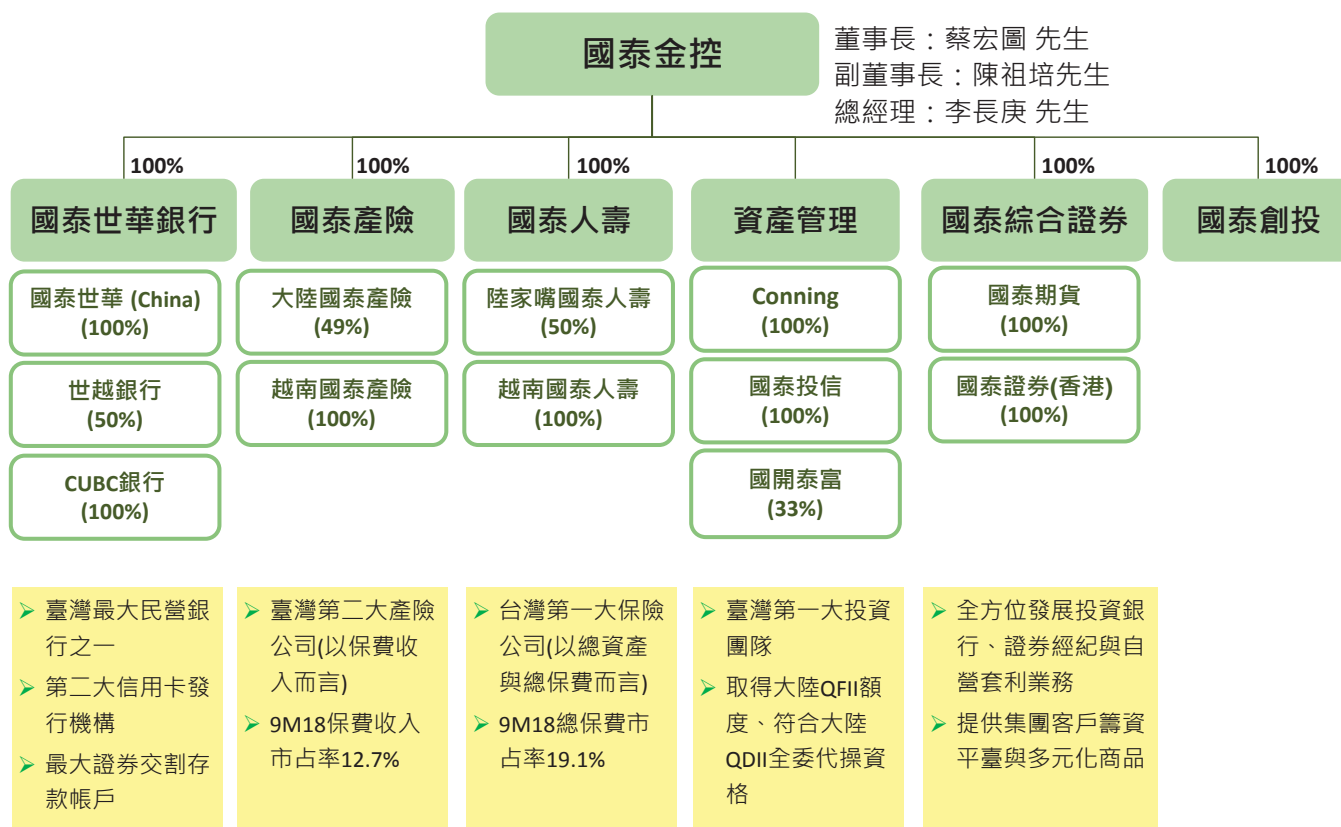 國泰金控
董事長：蔡宏圖 先生
副董事長：陳祖培先生
總經理：李長庚 先生
100%
100%
100%
100%
100%
國泰世華銀行
國泰產險
國泰人壽
資產管理
國泰綜合證券
國泰創投
國泰世華 (China)
(100%)
世越銀行
(50%)
CUBC銀行
(100%)
大陸國泰產險
(49%)
越南國泰產險
(100%)
陸家嘴國泰人壽
(50%)
越南國泰人壽
(100%)
Conning
(100%)
國泰投信
(100%)
國開泰富
(33%)
國泰期貨
(100%)
國泰證券(香港)
(100%)
➢ 臺灣最大民營銀
行之一
➢ 第二大信用卡發
行機構
➢ 最大證券交割存
款帳戶
➢ 臺灣第二大產險
公司(以保費收
入而言)
➢ 9M18保費收入
市占率12.7%
➢ 台灣第一大保險
公司(以總資產
與總保費而言)
➢ 9M18總保費市
占率19.1%
➢ 臺灣第一大投資
團隊
➢ 取得大陸QFII額
度、符合大陸
QDII全委代操資
格
➢ 全方位發展投資銀
行、證券經紀與自
營套利業務
➢ 提供集團客戶籌資
平臺與多元化商品